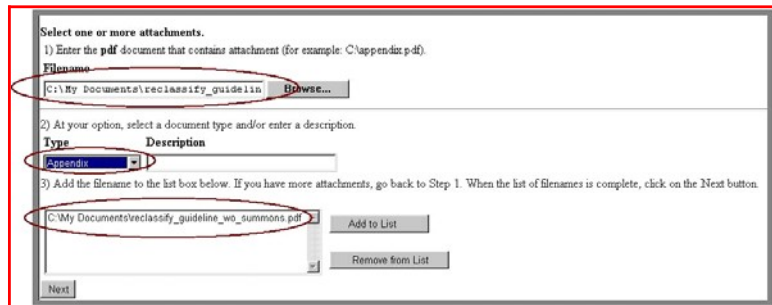 Select one or more attachments.
1) Enter the pdf document that contains attachment (for example: C:\appendix.pdf).
Filename
C:\My Documents\reclassify_guidelin Browse...
2) At your option, select a document type and/or enter a description.
Type Description
Appendix
3) Add the filename to the list box below. If you have more attachments, go back to Step 1. When the list of filenames is complete, click on the Next button.
C:\My Documents\reclassify_guideline_wo_summons.pdf Add to List
Remove from List
Next